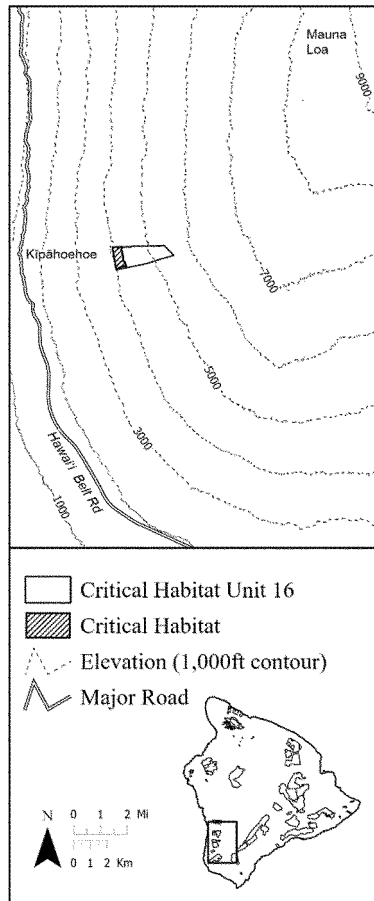 Mauna
Loa
9000
Kīpāhoehoe
7000
5000
3000
Hawai'i Belt Rd
1000
Critical Habitat Unit 16
Critical Habitat
Elevation (1,000ft contour)
Major Road
N
0 1 2 Mi
0 1 2 Km